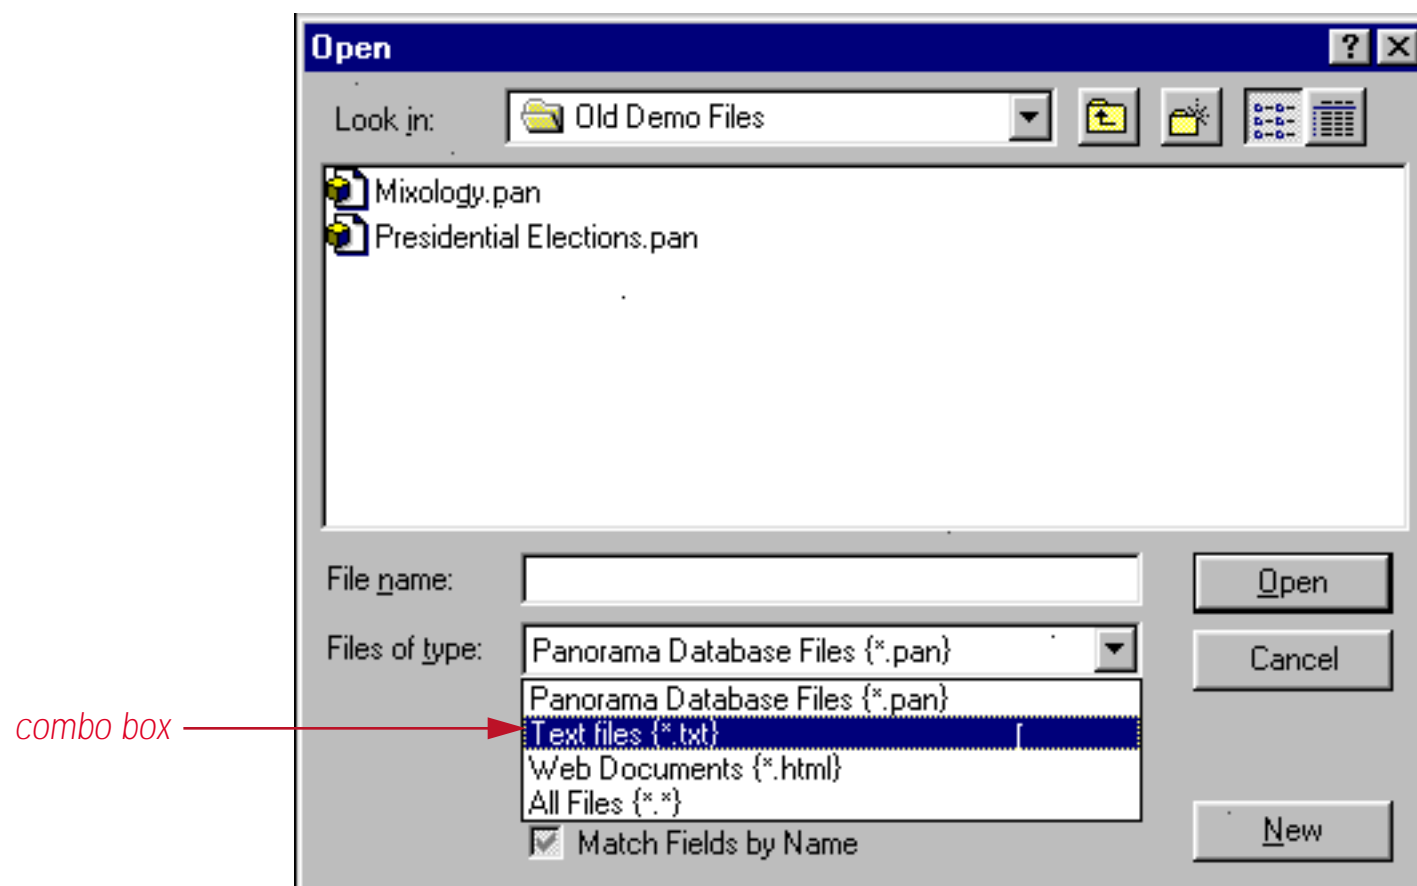 Open
Look in: Old Demo Files
Mixology.pan
Presidential Elections.pan
File name: Open
Files of type: Panorama Database Files {*.pan} Cancel
Panorama Database Files {*.pan}
combo box Text files {*.txt}
Web Documents {*.html}
All Files {*.*}
Match Fields by Name New